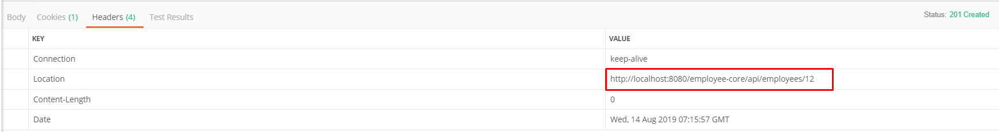 Body Cookies (1) Headers (4) Test Results Status: 201 Created
KEY VALUE
Connection keep-alive
Location http://localhost:8080/employee-core/api/employees/12
Content-Length 0
Date Wed, 14 Aug 2019 07:15:57 GMT